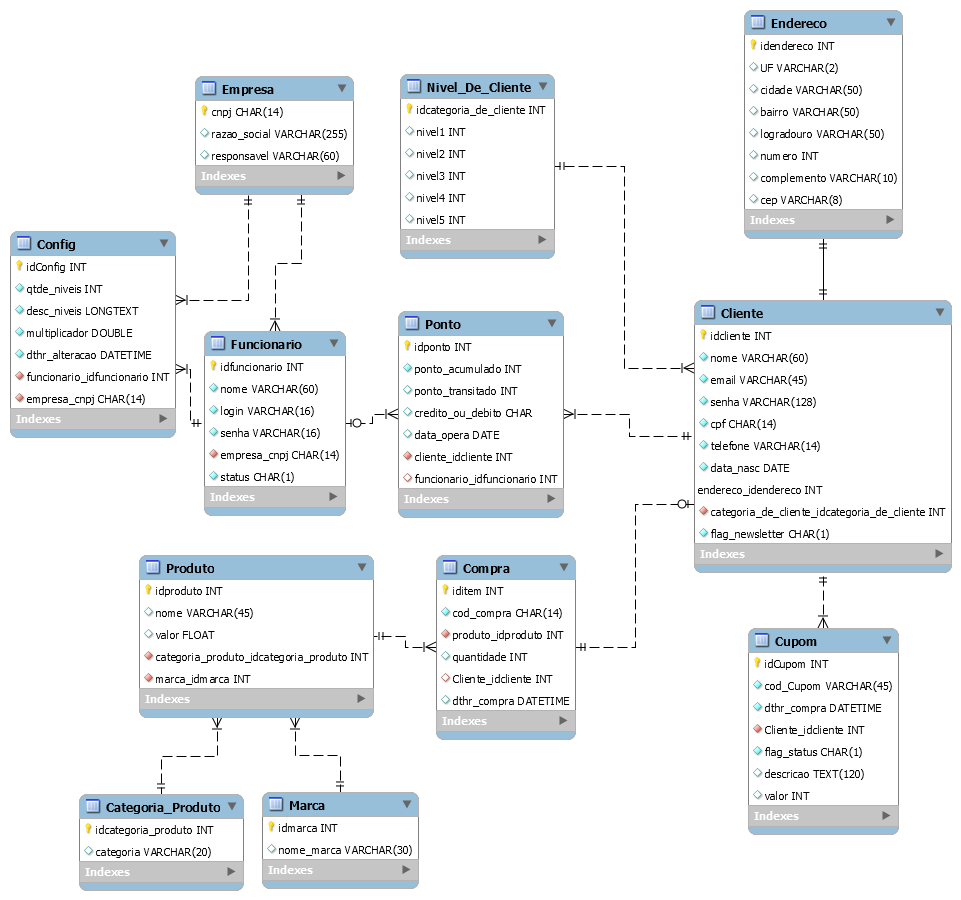 Endereco
idendereco INT
UF VARCHAR(2)
cidade VARCHAR(50)
bairro VARCHAR(50)
logradouro VARCHAR(50)
numero INT
complemento VARCHAR(10)
cep VARCHAR(8)
Indexes
Empresa
cnpj CHAR(14)
razao_social VARCHAR(255)
responsavel VARCHAR(60)
Indexes
Nivel_De_Cliente
idcategoria_de_cliente INT
nivel1 INT
nivel2 INT
nivel3 INT
nivel4 INT
nivel5 INT
Indexes
Config
idConfig INT
qtde_niveis INT
desc_niveis LONGTEXT
multiplicador DOUBLE
dthr_alteracao DATETIME
funcionario_idfuncionario INT
empresa_cnpj CHAR(14)
Indexes
Funcionario
idfuncionario INT
nome VARCHAR(60)
login VARCHAR(16)
senha VARCHAR(16)
empresa_cnpj CHAR(14)
status CHAR(1)
Indexes
Ponto
idponto INT
ponto_acumulado INT
ponto_transitado INT
credito_ou_debito CHAR
data_opera DATE
cliente_idcliente INT
funcionario_idfuncionario INT
Indexes
Cliente
idcliente INT
nome VARCHAR(60)
email VARCHAR(45)
senha VARCHAR(128)
cpf CHAR(14)
telefone VARCHAR(14)
data_nasc DATE
endereco_idendereco INT
categoria_de_cliente_idcategoria_de_cliente INT
flag_newsletter CHAR(1)
Indexes
Produto
idproduto INT
nome VARCHAR(45)
valor FLOAT
categoria_produto_idcategoria_produto INT
marca_idmarca INT
Indexes
Compra
iditem INT
cod_compra CHAR(14)
produto_idproduto INT
quantidade INT
Cliente_idcliente INT
dthr_compra DATETIME
Indexes
Cupom
idCupom INT
cod_Cupom VARCHAR(45)
dthr_compra DATETIME
Cliente_idcliente INT
flag_status CHAR(1)
descricao TEXT(120)
valor INT
Indexes
Categoria_Produto
idcategoria_produto INT
categoria VARCHAR(20)
Indexes
Marca
idmarca INT
nome_marca VARCHAR(30)
Indexes